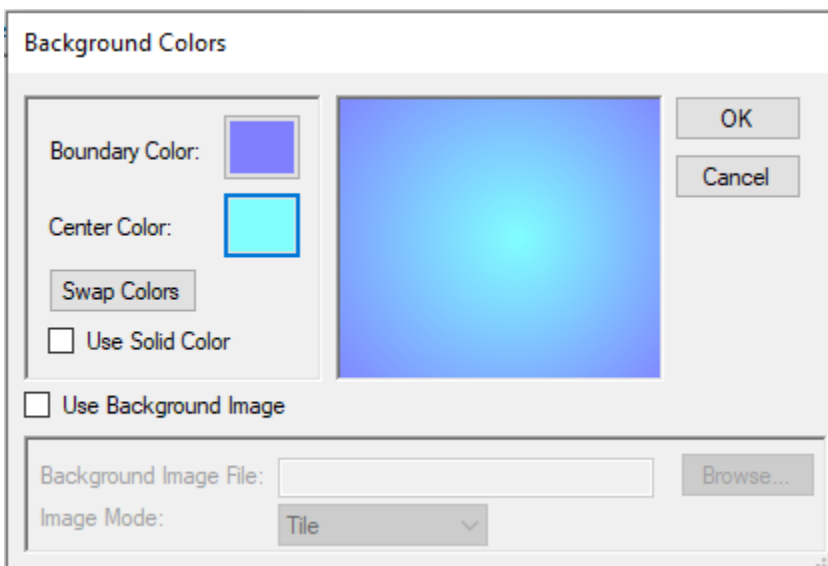 Background Colors
Boundary Color:
Center Color:
Swap Colors
Use Solid Color
OK
Cancel
Use Background Image
Background Image File:
Browse...
Image Mode:
Tile